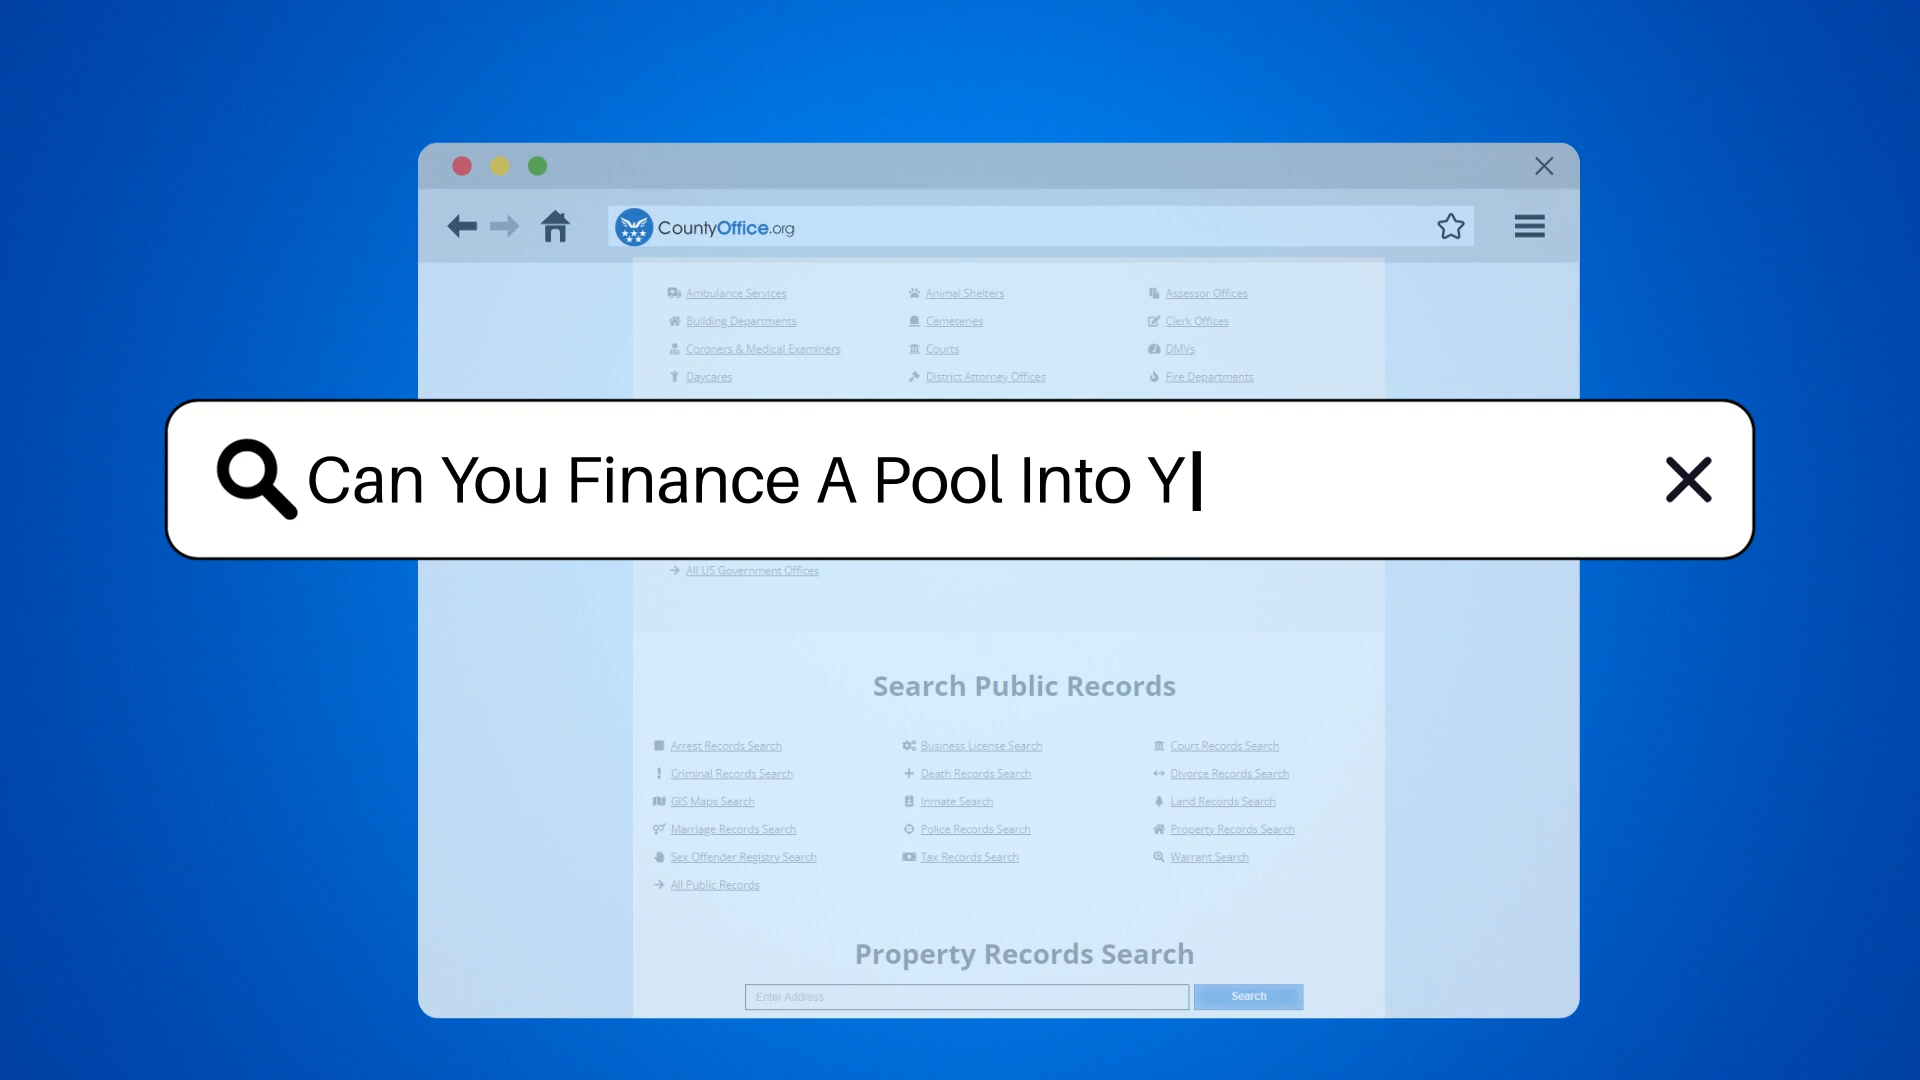 CountyOffice.org
Ambulance Services Animal Shelters Assessor Offices
Building Departments Cemeteries Clerk Offices
Coroners & Medical Examiners Courts DMVs
Daycares District Attorney Offices Fire Departments
Can You Finance A Pool Into Y
All US Government Offices
Search Public Records
Arrest Records Search Business License Search Court Records Search
Criminal Records Search Death Records Search Divorce Records Search
GIS Maps Search Inmate Search Land Records Search
Marriage Records Search Police Records Search Property Records Search
Sex Offender Registry Search Tax Records Search Warrant Search
All Public Records
Property Records Search
Enter Address Search